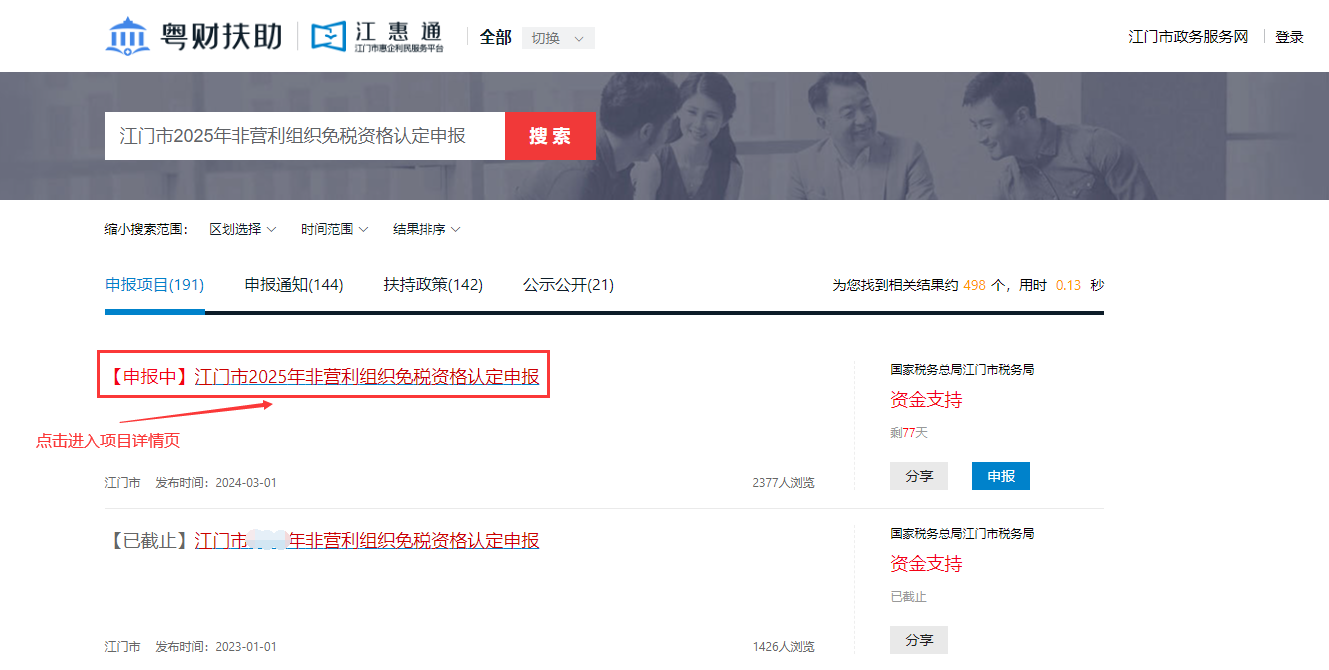 粤财扶助
江惠通
江门市惠企利民服务平台
全部
切换
江门市政务服务网
登录
江门市2025年非营利组织免税资格认定申报
搜索
缩小搜索范围：
区划选择
时间范围
结果排序
申报项目(191)
申报通知(144)
扶持政策(142)
公示公开(21)
为您找到相关结果约 498 个，用时 0.13 秒
【申报中】江门市2025年非营利组织免税资格认定申报
点击进入项目详情页
江门市 发布时间：2024-03-01
2377人浏览
国家税务总局江门市税务局
资金支持
剩77天
分享
申报
【已截止】江门市 年非营利组织免税资格认定申报
江门市 发布时间：2023-01-01
1426人浏览
国家税务总局江门市税务局
资金支持
已截止
分享